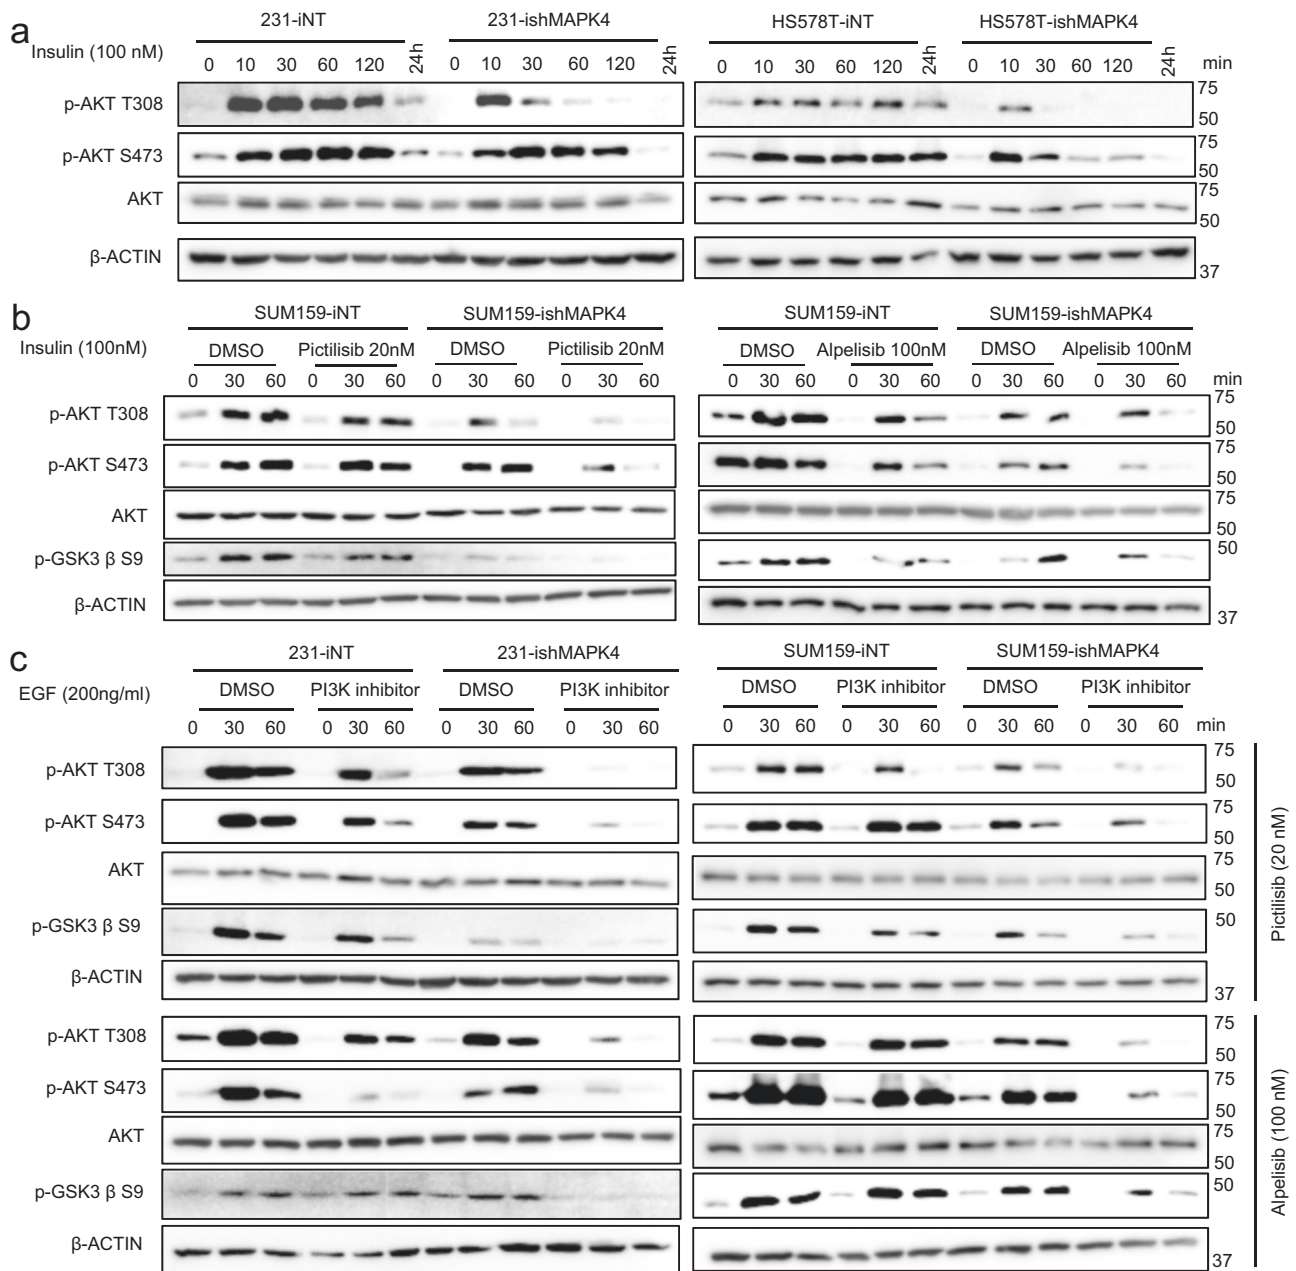 a
231-iNT 231-ishMAPK4 HS578T-iNT HS578T-ishMAPK4
Insulin (100 nM) 0 10 30 60 120 24h 0 10 30 60 120 24h 0 10 30 60 120 24h 0 10 30 60 120 24h min
p-AKT T308 75
50
p-AKT S473 75
50
AKT 75
50
β-ACTIN 37
b
SUM159-iNT SUM159-ishMAPK4 SUM159-iNT SUM159-ishMAPK4
Insulin (100nM) DMSO Pictilisib 20nM DMSO Pictilisib 20nM DMSO Alpelisib 100nM DMSO Alpelisib 100nM
0 30 60 0 30 60 0 30 60 0 30 60 0 30 60 0 30 60 0 30 60 0 30 60 min
p-AKT T308 75
50
p-AKT S473 75
50
AKT 75
50
p-GSK3 β S9 50
β-ACTIN 37
c
231-iNT 231-ishMAPK4 SUM159-iNT SUM159-ishMAPK4
EGF (200ng/ml) DMSO PI3K inhibitor DMSO PI3K inhibitor DMSO PI3K inhibitor DMSO PI3K inhibitor
0 30 60 0 30 60 0 30 60 0 30 60 0 30 60 0 30 60 0 30 60 0 30 60 min
p-AKT T308 75
50
p-AKT S473 75
50
AKT 75
50
p-GSK3 β S9 50
β-ACTIN 37
Pictilisib (20 nM)
p-AKT T308 75
50
p-AKT S473 75
50
AKT 75
50
p-GSK3 β S9 50
β-ACTIN 37
Alpelisib (100 nM)